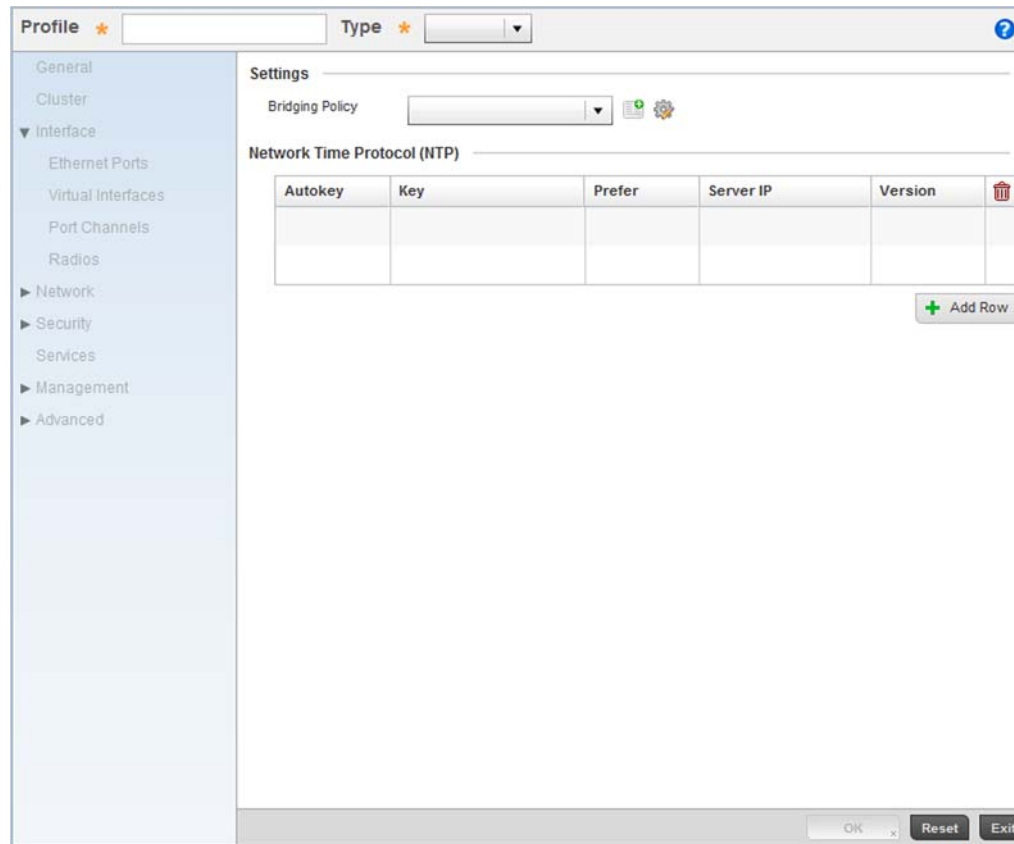 Profile * Type * ?
General
Cluster
Interface
Ethernet Ports
Virtual Interfaces
Port Channels
Radios
Network
Security
Services
Management
Advanced
Settings
Bridging Policy
Network Time Protocol (NTP)
Autokey Key Prefer Server IP Version
+ Add Row
OK x Reset Exit